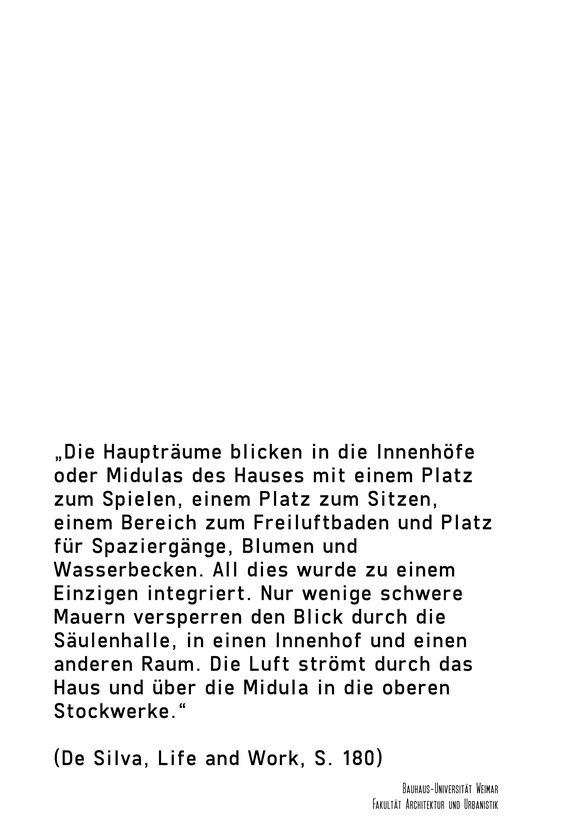 „Die Haupträume blicken in die Innenhöfe
oder Midulas des Hauses mit einem Platz
zum Spielen, einem Platz zum Sitzen,
einem Bereich zum Freiluftbaden und Platz
für Spaziergänge, Blumen und
Wasserbecken. All dies wurde zu einem
Einzigen integriert. Nur wenige schwere
Mauern versperren den Blick durch die
Säulenhalle, in einen Innenhof und einen
anderen Raum. Die Luft strömt durch das
Haus und über die Midula in die oberen
Stockwerke.“
(De Silva, Life and Work, S. 180)
Bauhaus-Universität Weimar
Fakultät Architektur und Urbanistik